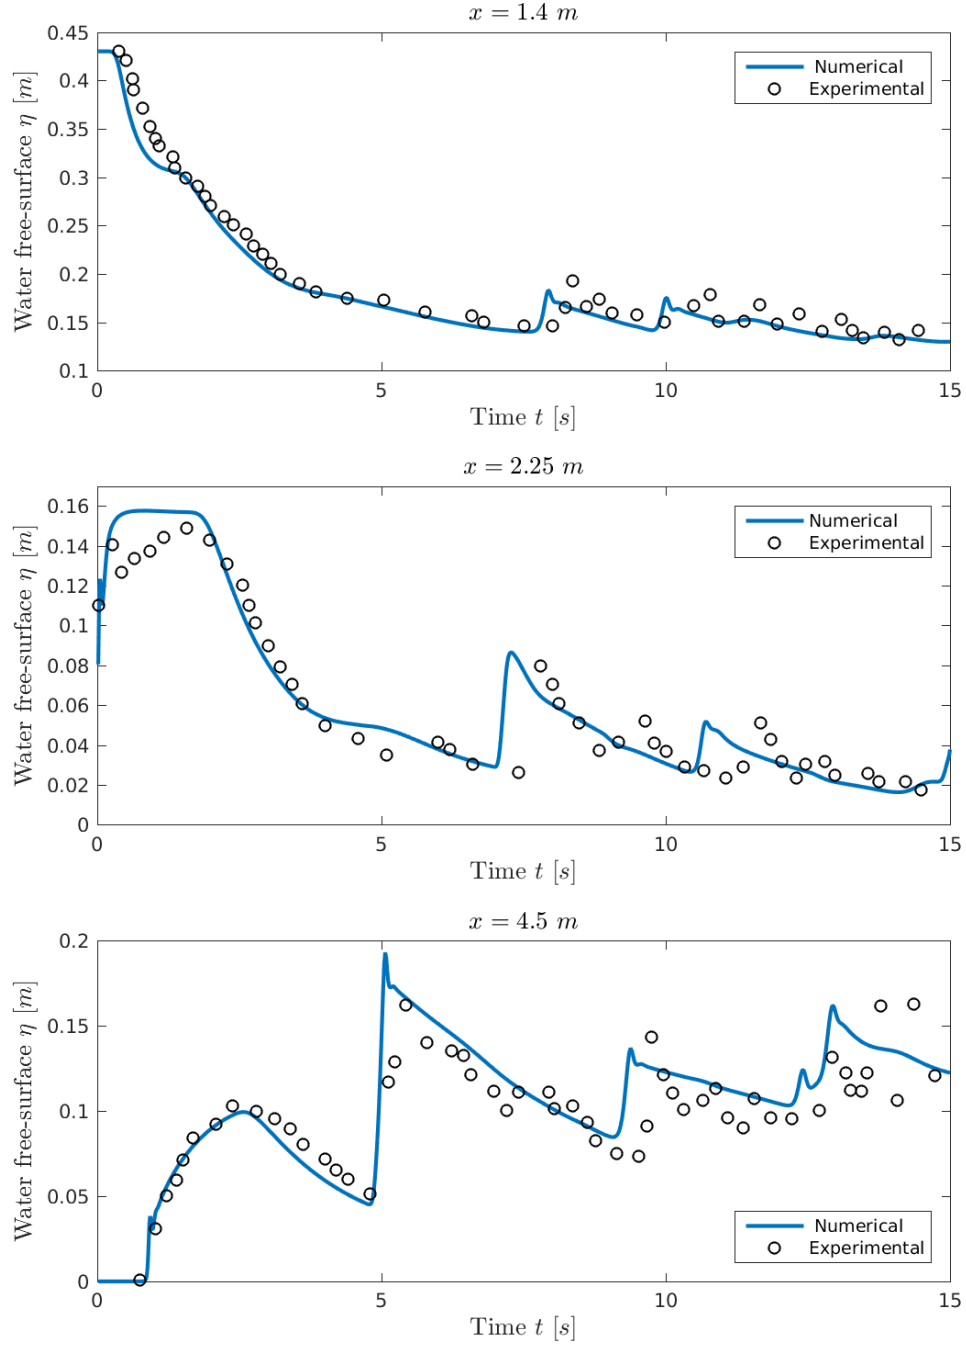 x = 1.4 m
Water free-surface η [m]
0.45
0.4
0.35
0.3
0.25
0.2
0.15
0.1
Numerical
Experimental
0 5 10 15
Time t [s]
x = 2.25 m
Water free-surface η [m]
0.16
0.14
0.12
0.1
0.08
0.06
0.04
0.02
0
Numerical
Experimental
0 5 10 15
Time t [s]
x = 4.5 m
Water free-surface η [m]
0.2
0.15
0.1
0.05
0
Numerical
Experimental
0 5 10 15
Time t [s]